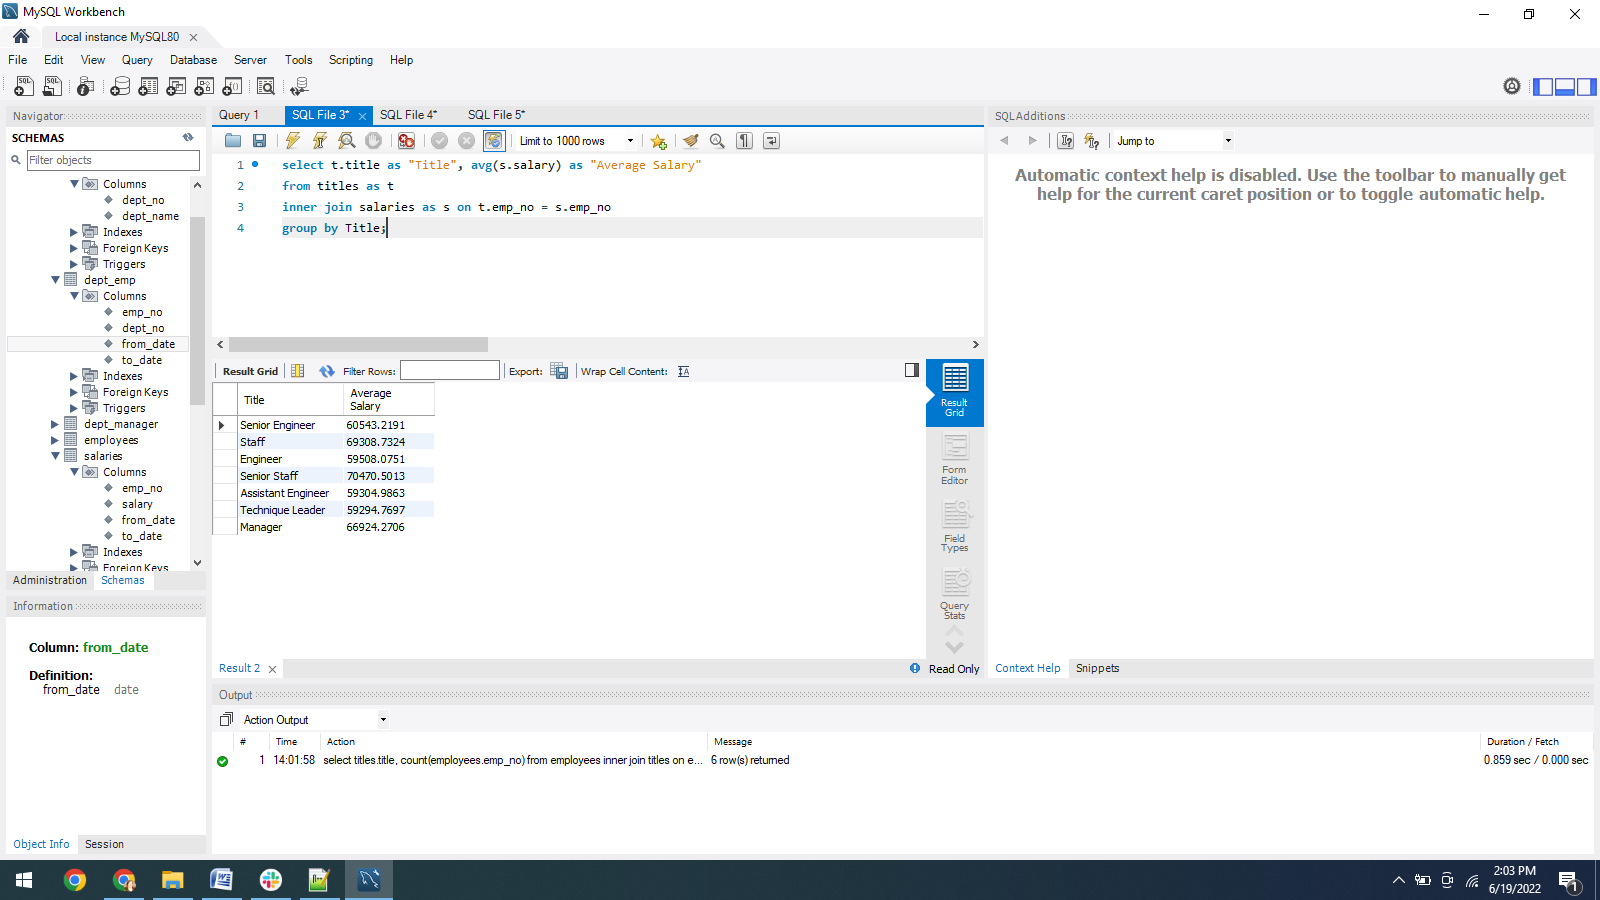 MySQL Workbench
Local instance MySQL80
File Edit View Query Database Server Tools Scripting Help
Navigator
SCHEMAS
Filter objects
Columns
dept_no
dept_name
Indexes
Foreign Keys
Triggers
dept_emp
Columns
emp_no
dept_no
from_date
to_date
Indexes
Foreign Keys
Triggers
dept_manager
employees
salaries
Columns
emp_no
salary
from_date
to_date
Indexes
Foreign Keys
Administration Schemas
Information
Column: from_date
Definition:
from_date date
Object Info Session
Query 1 SQL File 3* SQL File 4* SQL File 5*
Limit to 1000 rows
1 select t.title as "Title", avg(s.salary) as "Average Salary"
2 from titles as t
3 inner join salaries as s on t.emp_no = s.emp_no
4 group by Title;
Result Grid Filter Rows: Export: Wrap Cell Content:
Title Average Salary
Senior Engineer 60543.2191
Staff 69308.7324
Engineer 59508.0751
Senior Staff 70470.5013
Assistant Engineer 59304.9863
Technique Leader 59294.7697
Manager 66924.2706
Result Grid
Form Editor
Field Types
Query Stats
Result 2 Read Only
SQLAdditions
Jump to
Automatic context help is disabled. Use the toolbar to manually get
help for the current caret position or to toggle automatic help.
Context Help Snippets
Output
Action Output
# Time Action Message Duration / Fetch
1 14:01:58 select titles.title, count(employees.emp_no) from employees inner join titles on e... 6 row(s) returned 0.859 sec / 0.000 sec
2:03 PM
6/19/2022
1